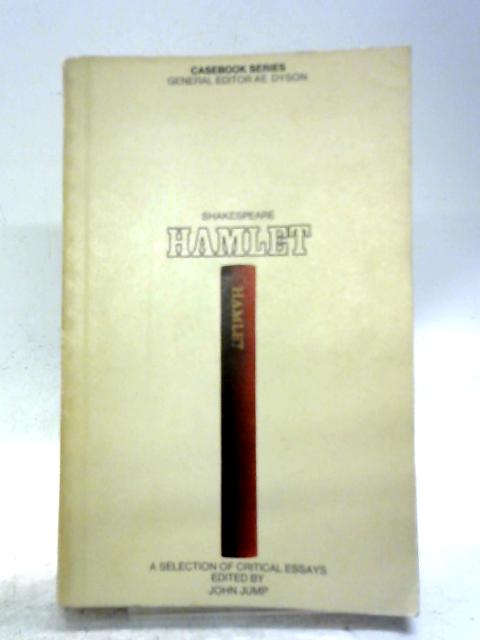 CASEBOOK SERIES
GENERAL EDITOR AE DYSON
SHAKESPEARE
HAMLET
HAMLET
A SELECTION OF CRITICAL ESSAYS
EDITED BY
JOHN JUMP